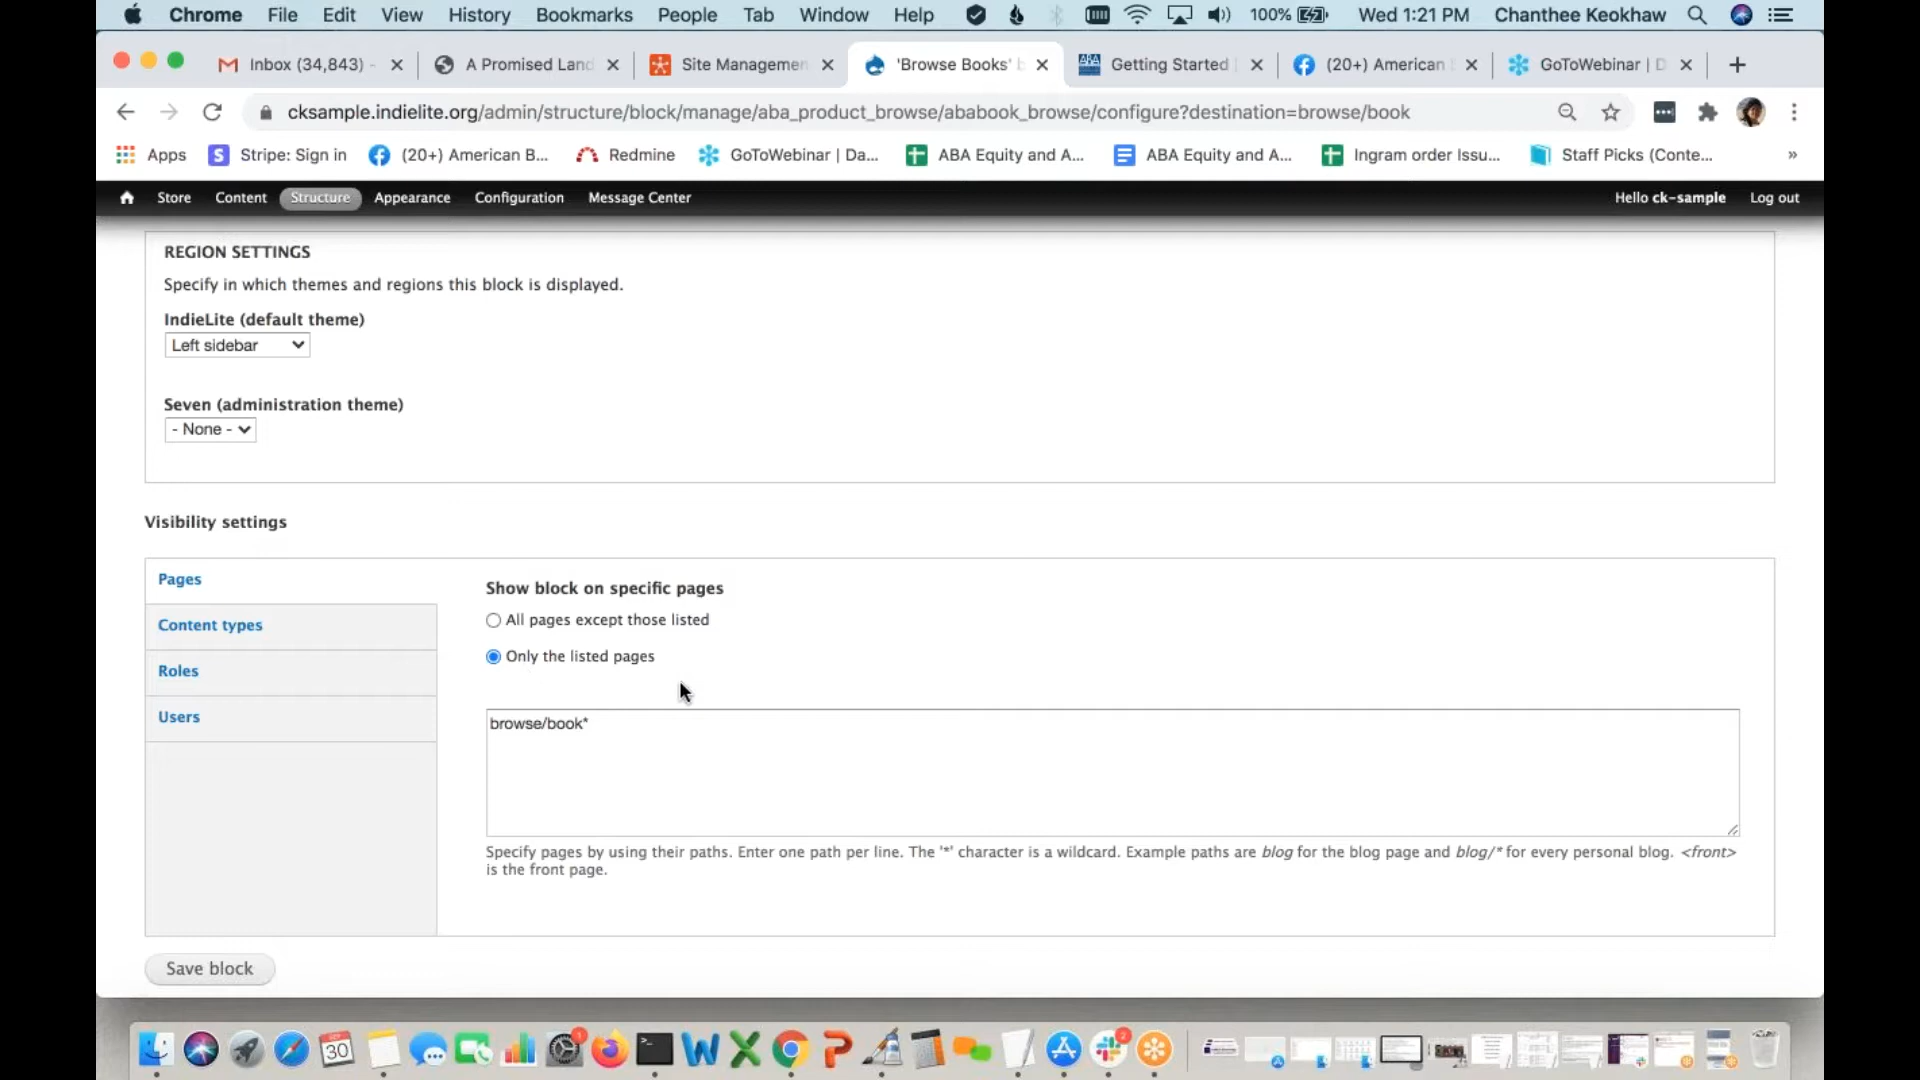 Chrome File Edit View History Bookmarks People Tab Window Help 100% Wed 1:21 PM Chanthee Keokhaw
Inbox (34,843) - A Promised Land Site Managemen 'Browse Books' b Getting Started (20+) American GoToWebinar | D
cksample.indielite.org/admin/structure/block/manage/aba_product_browse/ababook_browse/configure?destination=browse/book
Apps Stripe: Sign in (20+) American B... Redmine GoToWebinar | Da... ABA Equity and A... ABA Equity and A... Ingram order Issu... Staff Picks (Conte... »
Store Content Structure Appearance Configuration Message Center Hello ck-sample Log out
REGION SETTINGS
Specify in which themes and regions this block is displayed.
IndieLite (default theme)
Left sidebar
Seven (administration theme)
- None -
Visibility settings
Pages
Content types
Roles
Users
Show block on specific pages
All pages except those listed
Only the listed pages
browse/book*
Specify pages by using their paths. Enter one path per line. The '*' character is a wildcard. Example paths are blog for the blog page and blog/* for every personal blog. <front>
is the front page.
Save block
30